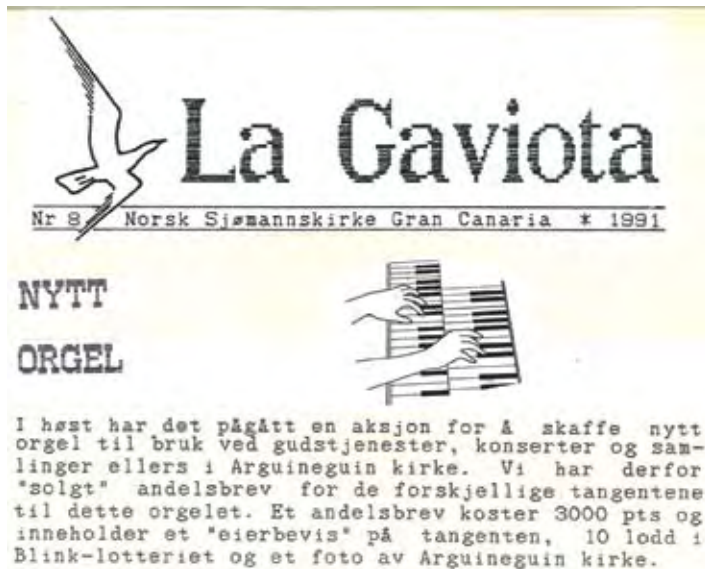 La Gaviota
Nr 8 Norsk Sjømannskirke Gran Canaria * 1991
NYTT
ORGEL
I høst har det pågått en aksjon for å skaffe nytt
orgel til bruk ved gudstjenester, konserter og sam-
linger ellers i Arguineguin kirke. Vi har derfor
"solgt" andelsbrev for de forskjellige tangentene
til dette orgelet. Et andelsbrev koster 3000 pts og
inneholder et "eierbevis" på tangenten, 10 lodd i
Blink-lotteriet og et foto av Arguineguin kirke.